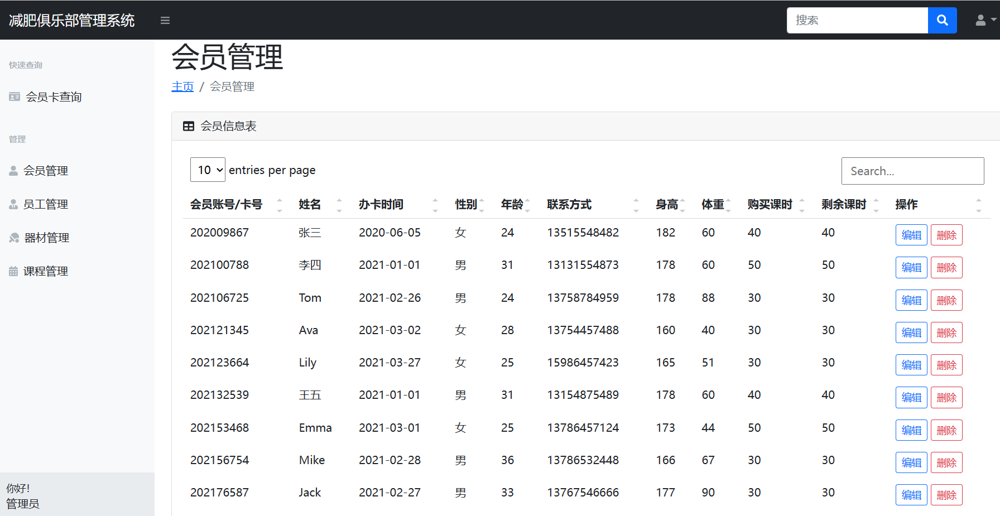 减肥俱乐部管理系统
搜索
快速查询
会员卡查询
管理
会员管理
员工管理
器材管理
课程管理
你好！
管理员
会员管理
主页 / 会员管理
会员信息表
10 entries per page
Search...
会员账号/卡号 姓名 办卡时间 性别 年龄 联系方式 身高 体重 购买课时 剩余课时 操作
202009867 张三 2020-06-05 女 24 13515548482 182 60 40 40 编辑 删除
202100788 李四 2021-01-01 男 31 13131554873 178 60 50 50 编辑 删除
202106725 Tom 2021-02-26 男 24 13758784959 178 88 30 30 编辑 删除
202121345 Ava 2021-03-02 女 28 13754457488 160 40 30 30 编辑 删除
202123664 Lily 2021-03-27 女 25 15986457423 165 51 30 30 编辑 删除
202132539 王五 2021-01-01 男 31 13154875489 178 60 40 40 编辑 删除
202153468 Emma 2021-03-01 女 25 13786457124 173 44 50 50 编辑 删除
202156754 Mike 2021-02-28 男 36 13786532448 166 67 30 30 编辑 删除
202176587 Jack 2021-02-27 男 33 13767546666 177 90 30 30 编辑 删除